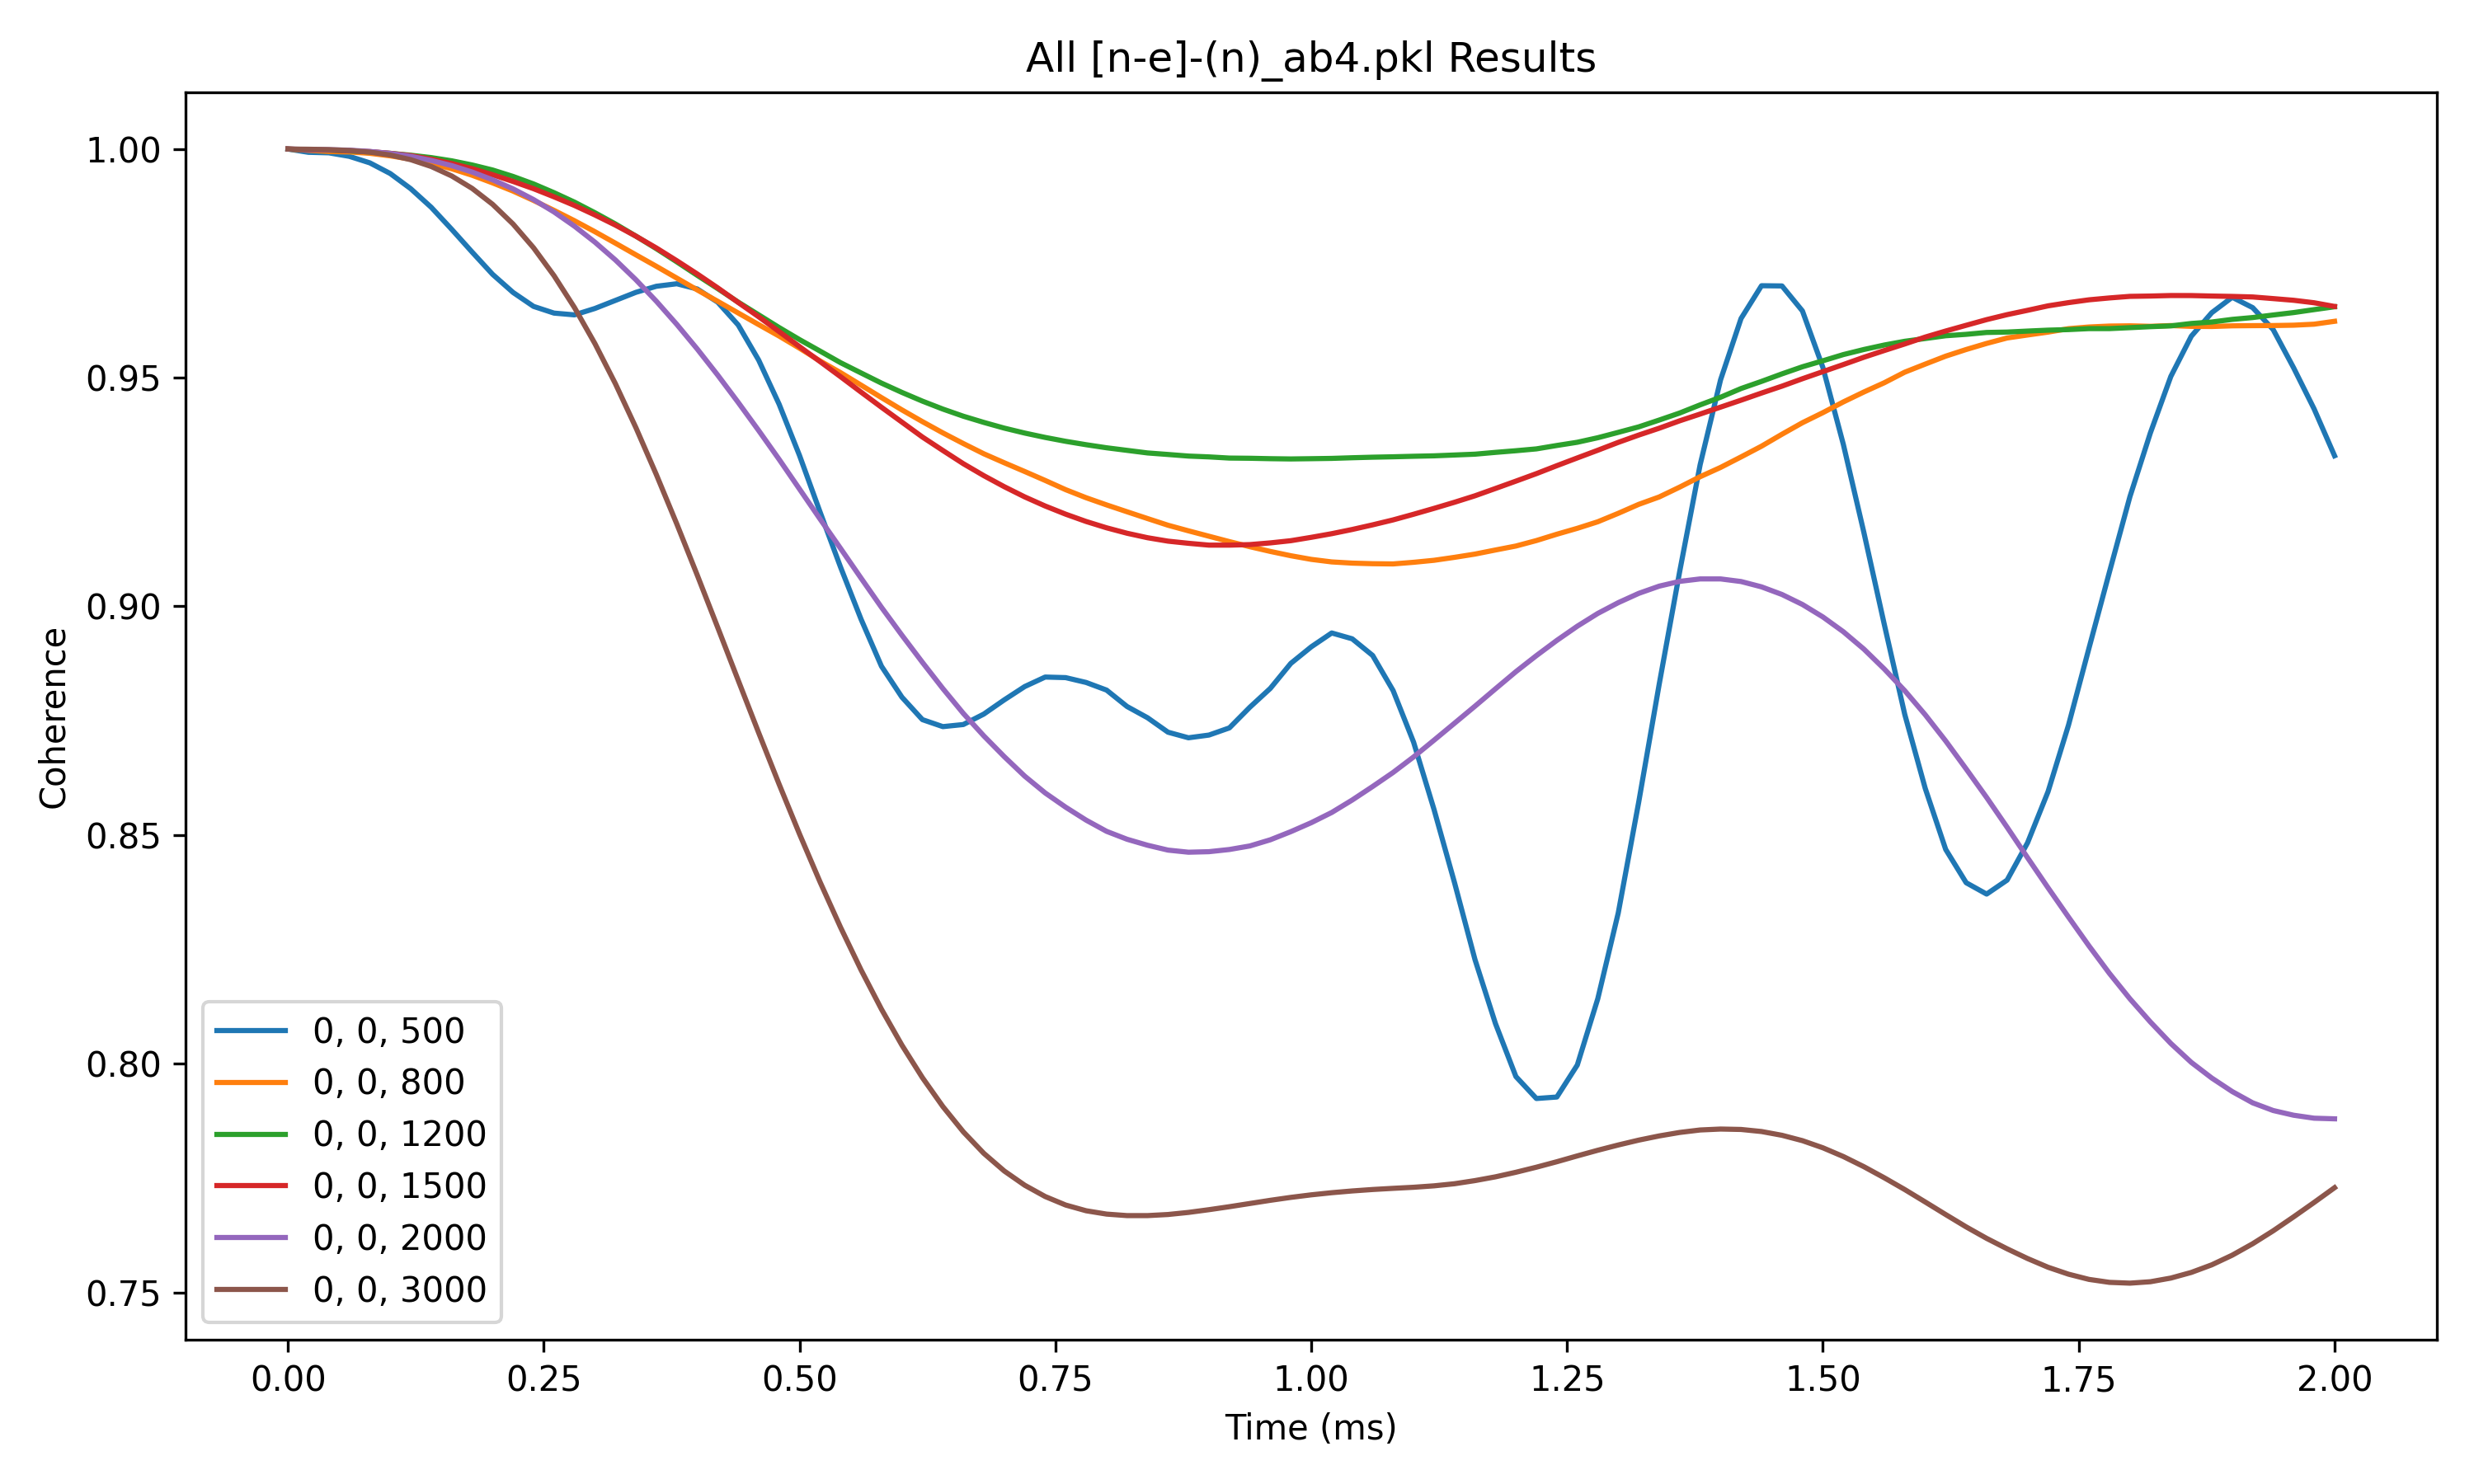 All [n-e]-(n)_ab4.pkl Results
Coherence
1.00
0.95
0.90
0.85
0.80
0.75
0, 0, 500
0, 0, 800
0, 0, 1200
0, 0, 1500
0, 0, 2000
0, 0, 3000
0.00 0.25 0.50 0.75 1.00 1.25 1.50 1.75 2.00
Time (ms)